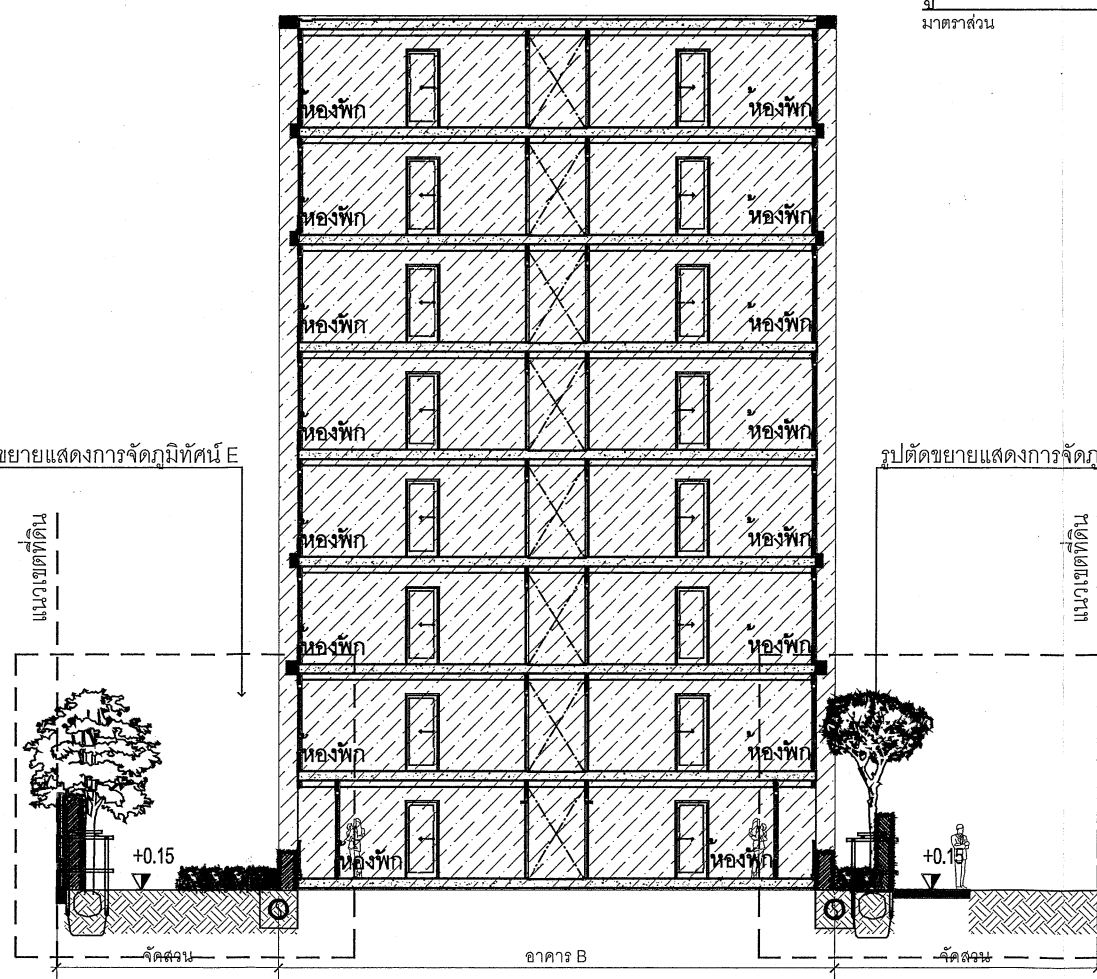 มาตราส่วน
ห้องพัก ห้องพัก
ห้องพัก ห้องพัก
ห้องพัก ห้องพัก
ห้องพัก ห้องพัก
ขยายแสดงการจัดภูมิทัศน์ E
รูปตัดขยายแสดงการจัดภู
แนวเขตที่ดิน
แนวเขตที่ดิน
ห้องพัก ห้องพัก
ห้องพัก ห้องพัก
ห้องพัก ห้องพัก
+0.15
ห้องพัก ห้องพัก
+0.15
จัดสวน
อาคาร B
จัดสวน